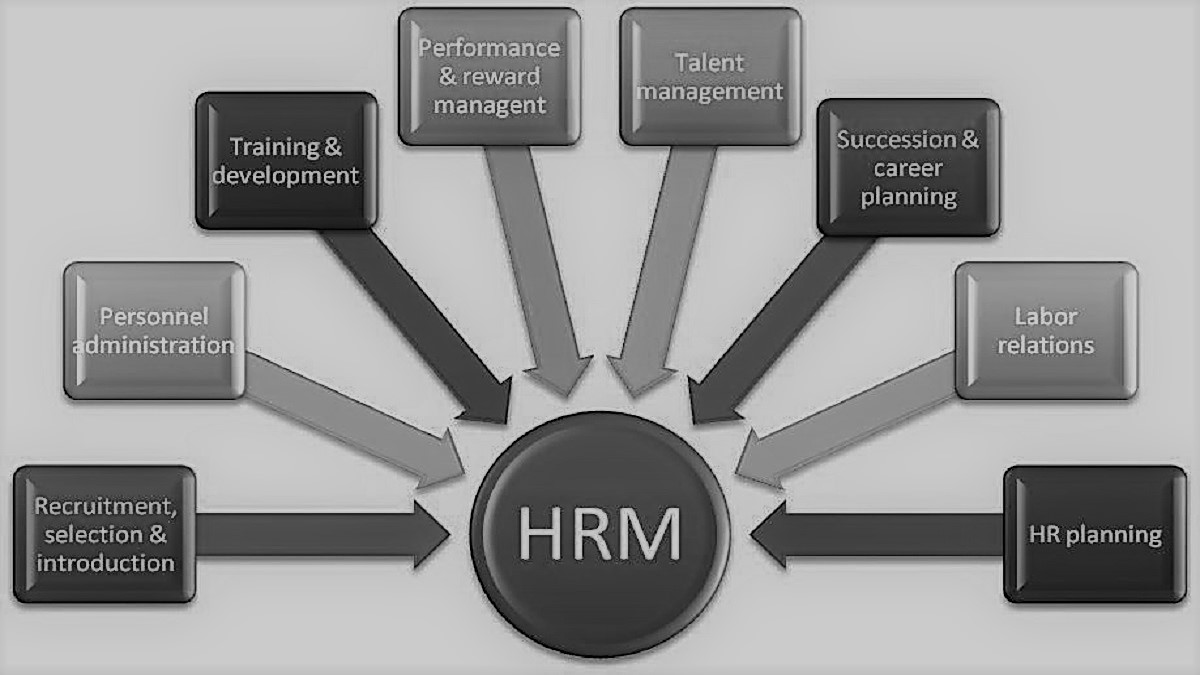 Performance
& reward
managent
Talent
management
Training &
development
Succession &
career
planning
Personnel
administration
Labor
relations
Recruitment,
selection &
introduction
HRM
HR planning